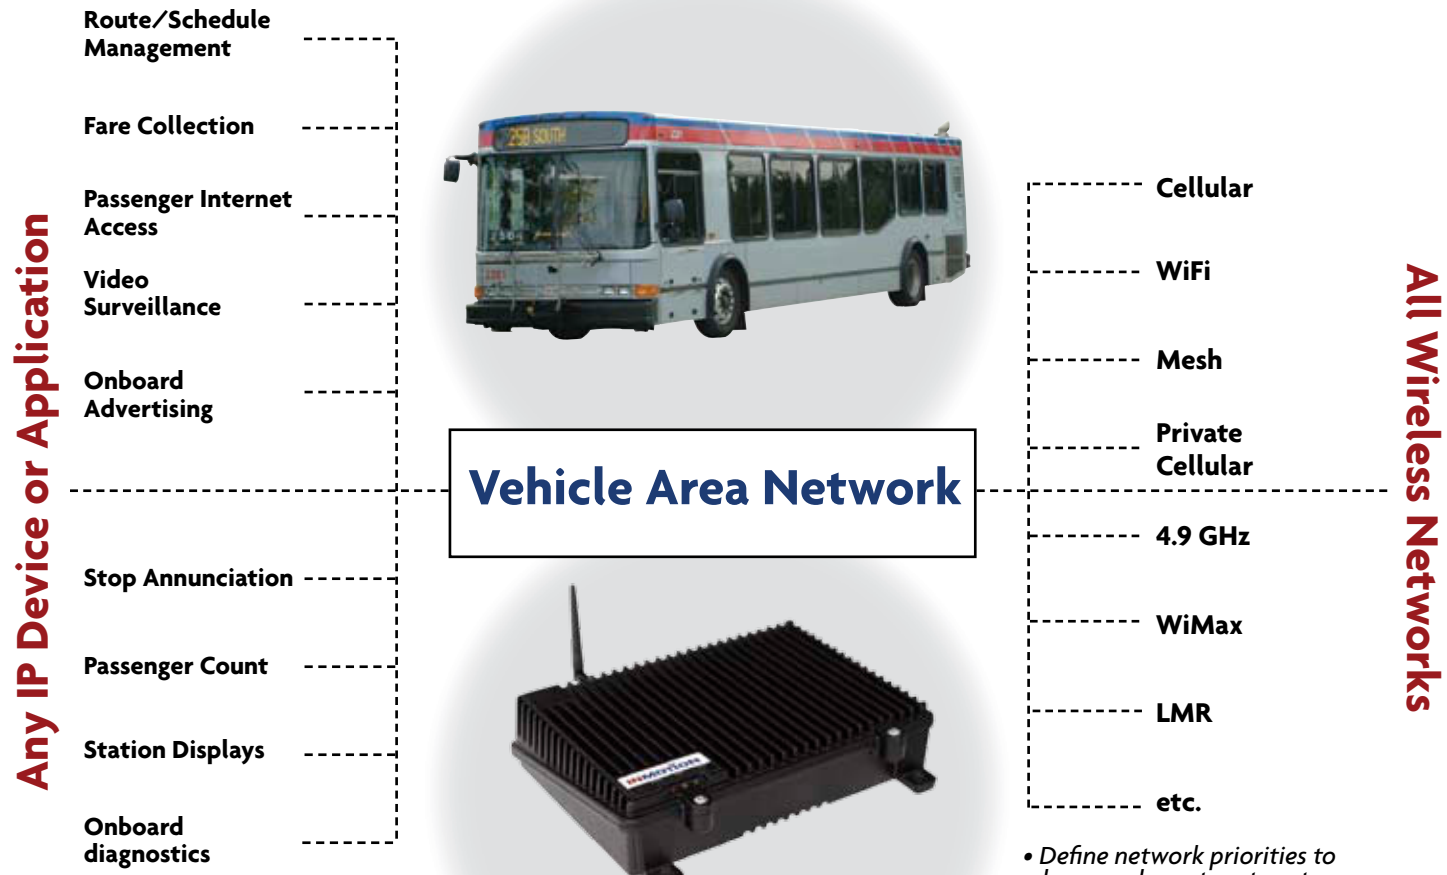 Route/Schedule
Management
Fare Collection
Passenger Internet
Access
Video
Surveillance
Onboard
Advertising
Stop Annunciation
Passenger Count
Station Displays
Onboard
diagnostics
Any IP Device or Application
25B SOUTH
Vehicle Area Network
INMOTION
Cellular
WiFi
Mesh
Private
Cellular
4.9 GHz
WiMax
LMR
etc.
All Wireless Networks
• Define network priorities to